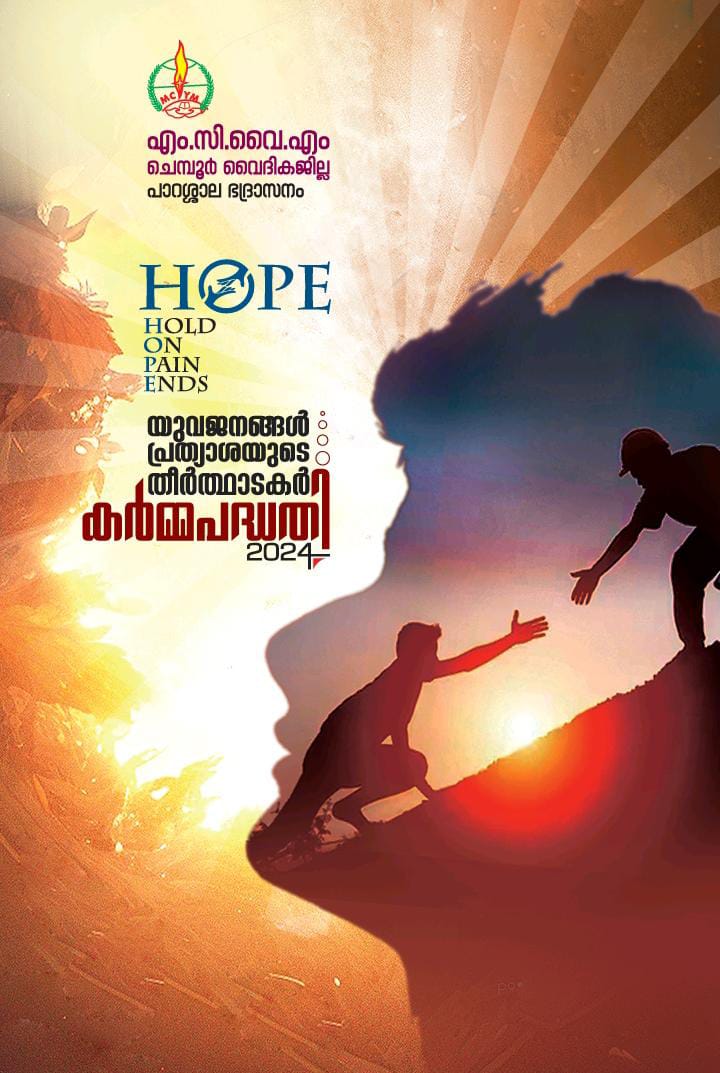 MCYM
എം.സി.വൈ.എം
ചെമ്പൂർ വൈദികജില്ല
പാറശ്ശാല ഭദ്രാസനം
HOPE
HOLD
ON
PAIN
ENDS
യുവജനങ്ങൾ
പ്രത്യാശയുടെ
തീർത്ഥാടകർ
കർമ്മപദ്ധതി
2024